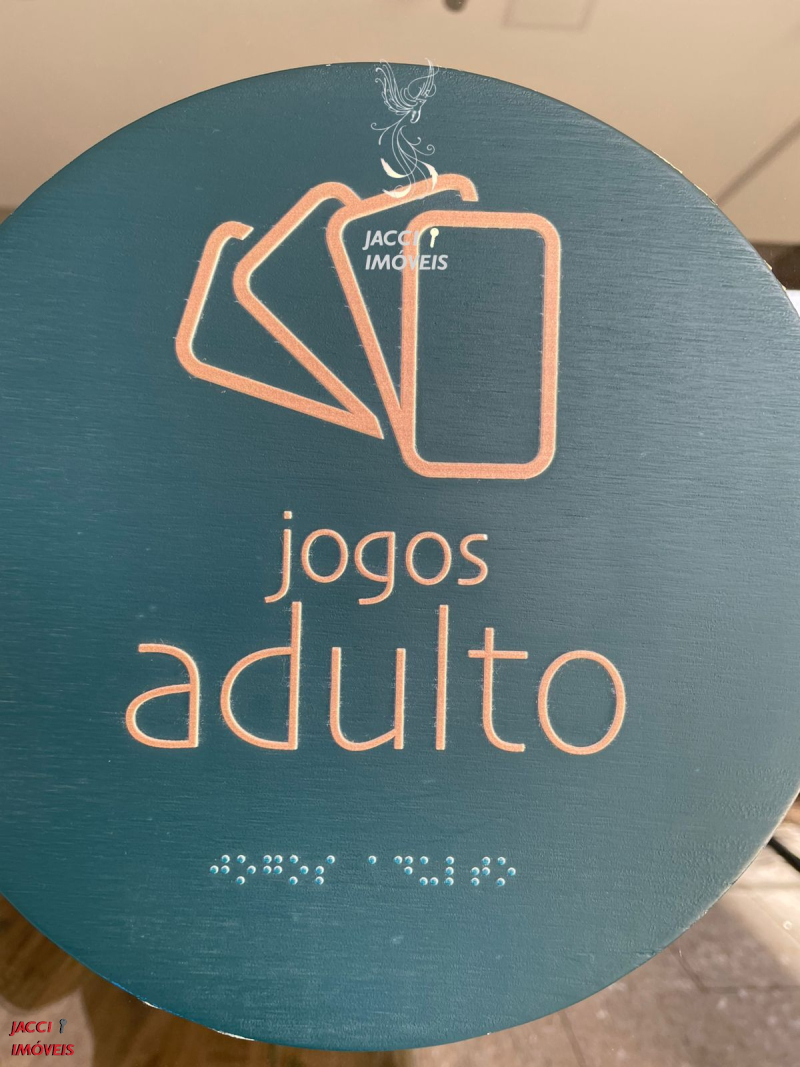 JACCI
IMÓVEIS
jogos
adulto
⠚⠕⠛⠕⠎ ⠁⠙⠥⠇⠞⠕
JACCI
IMÓVEIS